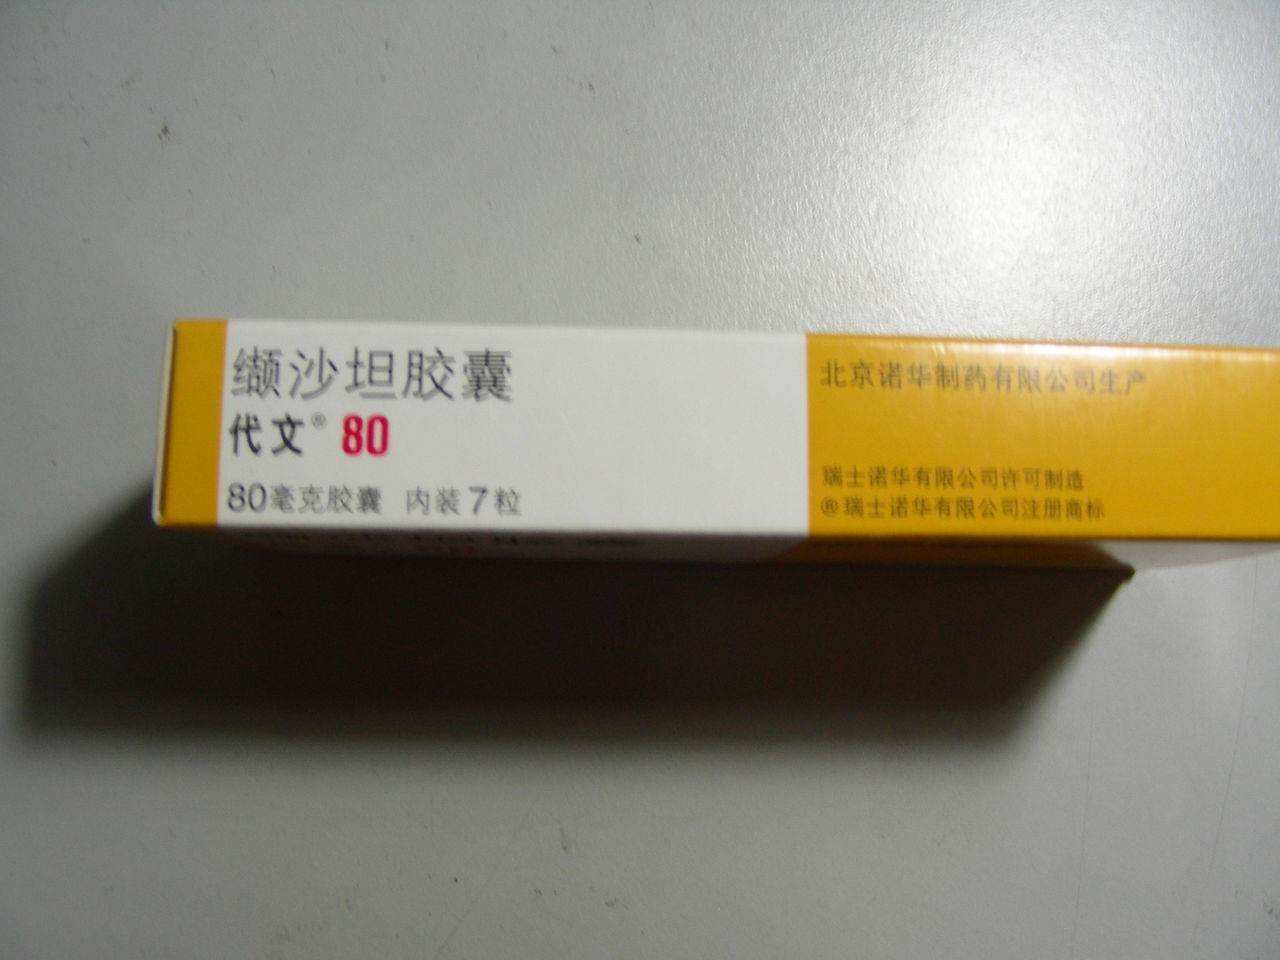 缬沙坦胶囊
代文® 80
80毫克胶囊 内装7粒
北京诺华制药有限公司生产
瑞士诺华有限公司许可制造
®瑞士诺华有限公司注册商标